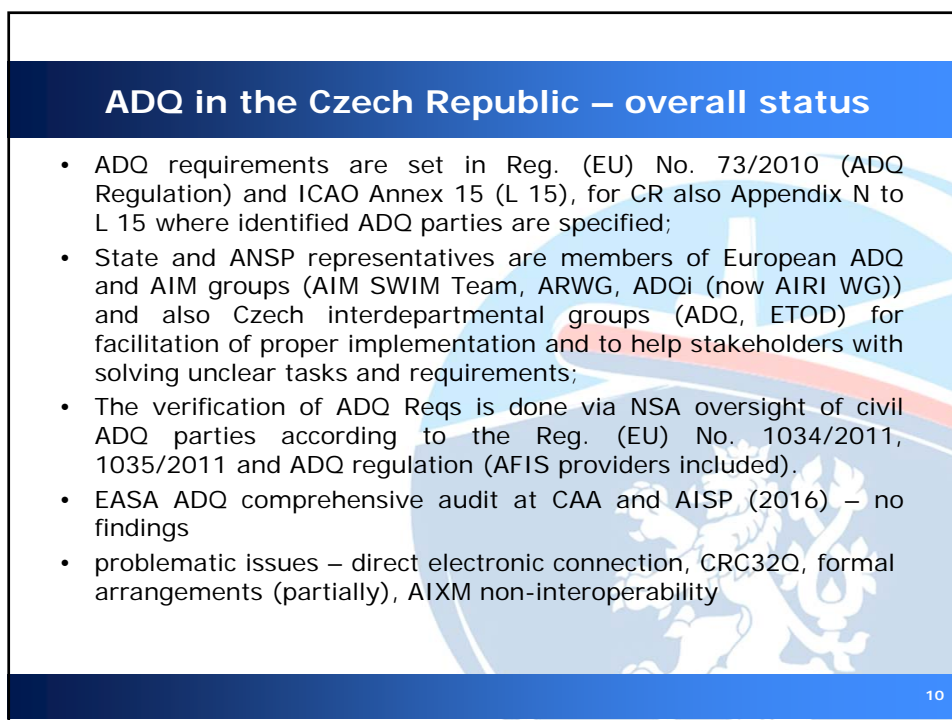 ADQ in the Czech Republic – overall status
• ADQ requirements are set in Reg. (EU) No. 73/2010 (ADQ
Regulation) and ICAO Annex 15 (L 15), for CR also Appendix N to
L 15 where identified ADQ parties are specified;
• State and ANSP representatives are members of European ADQ
and AIM groups (AIM SWIM Team, ARWG, ADQi (now AIRI WG))
and also Czech interdepartmental groups (ADQ, ETOD) for
facilitation of proper implementation and to help stakeholders with
solving unclear tasks and requirements;
• The verification of ADQ Reqs is done via NSA oversight of civil
ADQ parties according to the Reg. (EU) No. 1034/2011,
1035/2011 and ADQ regulation (AFIS providers included).
• EASA ADQ comprehensive audit at CAA and AISP (2016) – no
findings
• problematic issues – direct electronic connection, CRC32Q, formal
arrangements (partially), AIXM non-interoperability
10